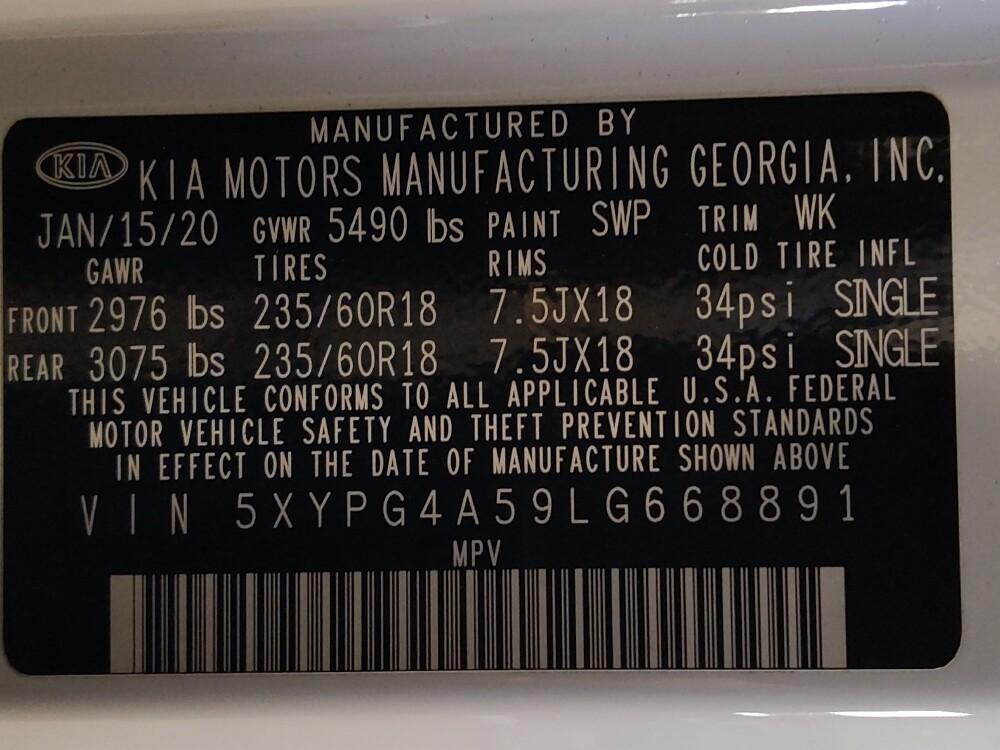 MANUFACTURED BY
KIA KIA MOTORS MANUFACTURING GEORGIA, INC.
JAN/15/20 GVWR 5490 lbs PAINT SWP TRIM WK
GAWR TIRES RIMS COLD TIRE INFL
FRONT 2976 lbs 235/60R18 7.5JX18 34psi SINGLE
REAR 3075 lbs 235/60R18 7.5JX18 34psi SINGLE
THIS VEHICLE CONFORMS TO ALL APPLICABLE U.S.A. FEDERAL
MOTOR VEHICLE SAFETY AND THEFT PREVENTION STANDARDS
IN EFFECT ON THE DATE OF MANUFACTURE SHOWN ABOVE
VIN 5XYPG4A59LG668891
MPV